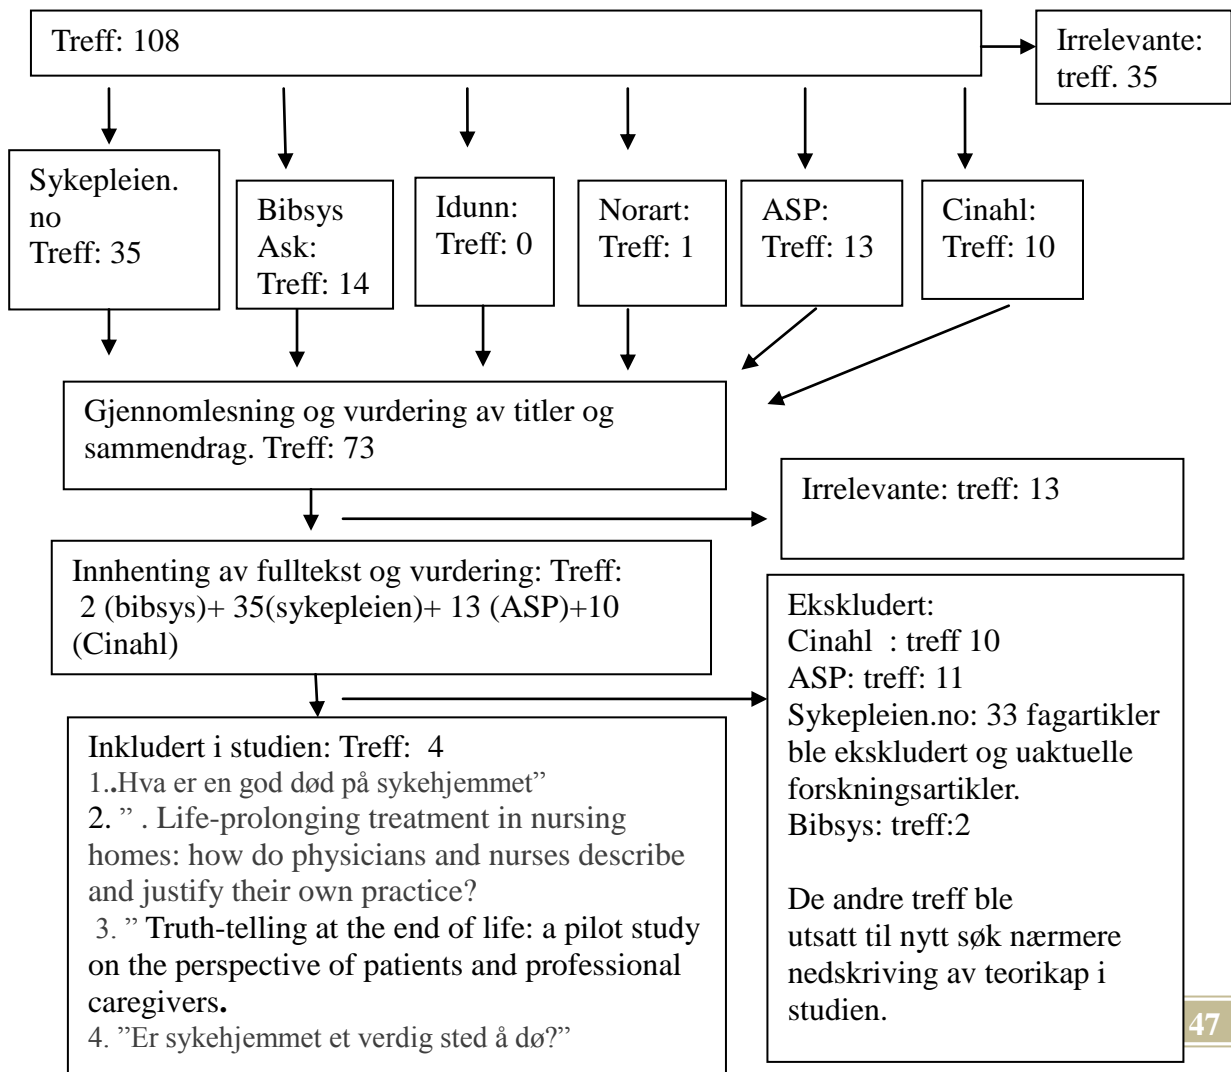 Treff: 108
Irrelevante:
treff. 35
Sykepleien.
no
Treff: 35
Bibsys
Ask:
Treff: 14
Idunn:
Treff: 0
Norart:
Treff: 1
ASP:
Treff: 13
Cinahl:
Treff: 10
Gjennomlesning og vurdering av titler og
sammendrag. Treff: 73
Irrelevante: treff: 13
Innhenting av fulltekst og vurdering: Treff:
2 (bibsys)+ 35(sykepleien)+ 13 (ASP)+10
(Cinahl)
Ekskludert:
Cinahl : treff 10
ASP: treff: 11
Sykepleien.no: 33 fagartikler
ble ekskludert og uaktuelle
forskningsartikler.
Bibsys: treff:2
De andre treff ble
utsatt til nytt søk nærmere
nedskriving av teorikap i
studien.
Inkludert i studien: Treff: 4
1..Hva er en god død på sykehjemmet”
2. ” . Life-prolonging treatment in nursing
homes: how do physicians and nurses describe
and justify their own practice?
3. ” Truth-telling at the end of life: a pilot study
on the perspective of patients and professional
caregivers.
4. ”Er sykehjemmet et verdig sted å dø?”
47